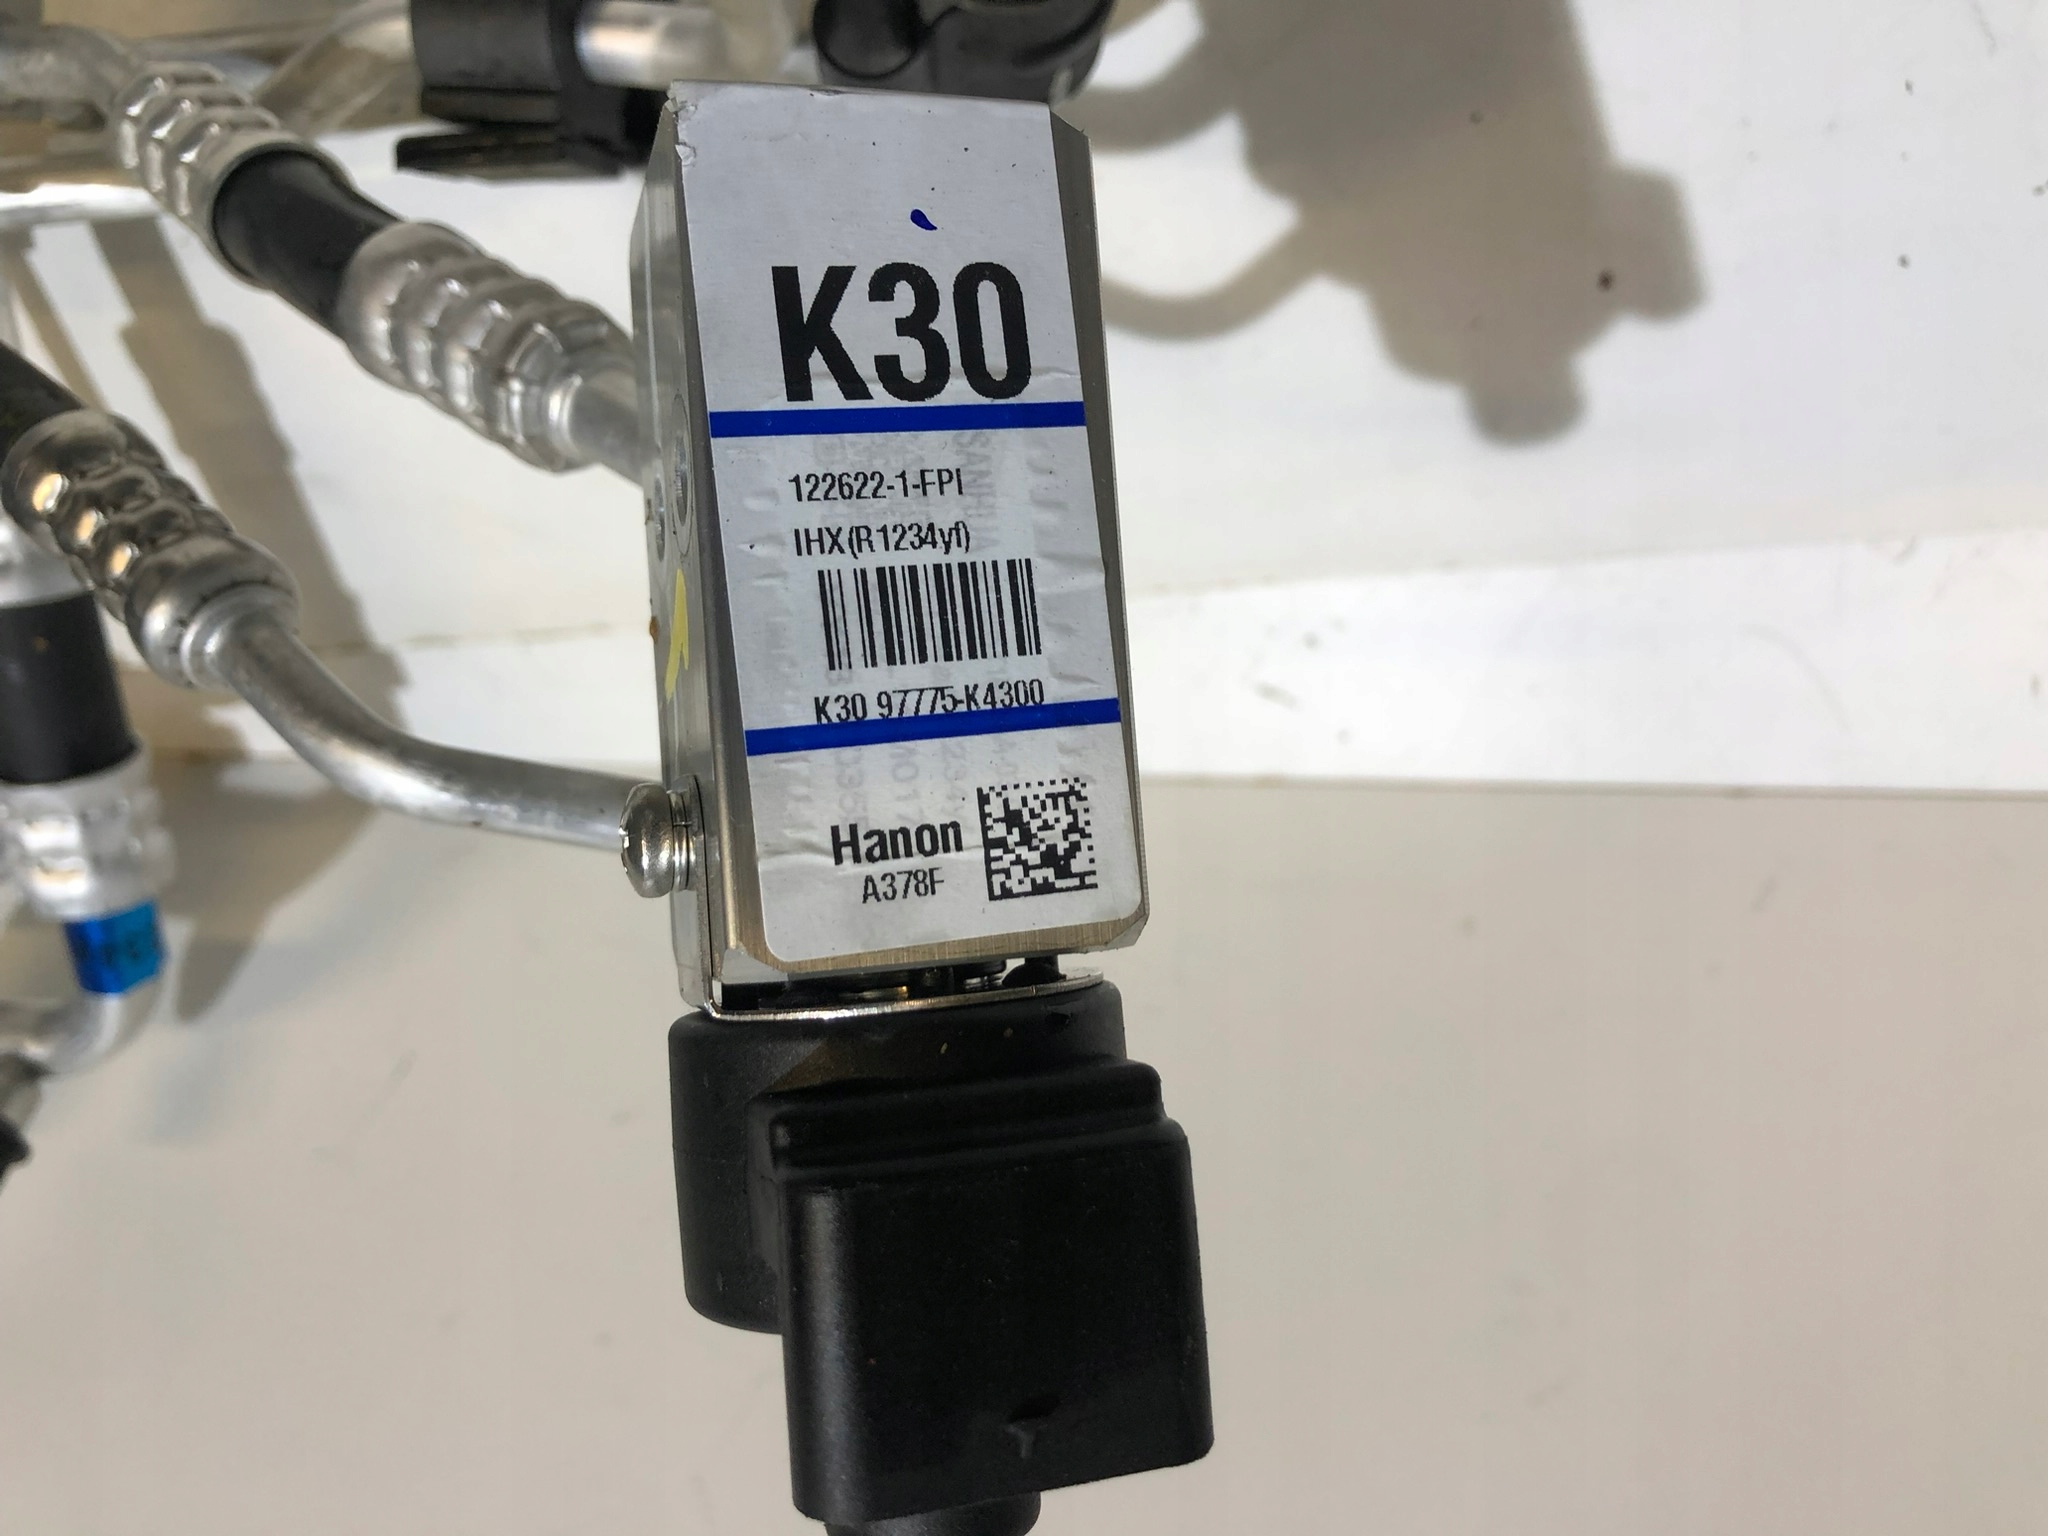 K30
122622-1-FPI
IHX(R1234yf)
K30 97775-K4300
Hanon
A378F